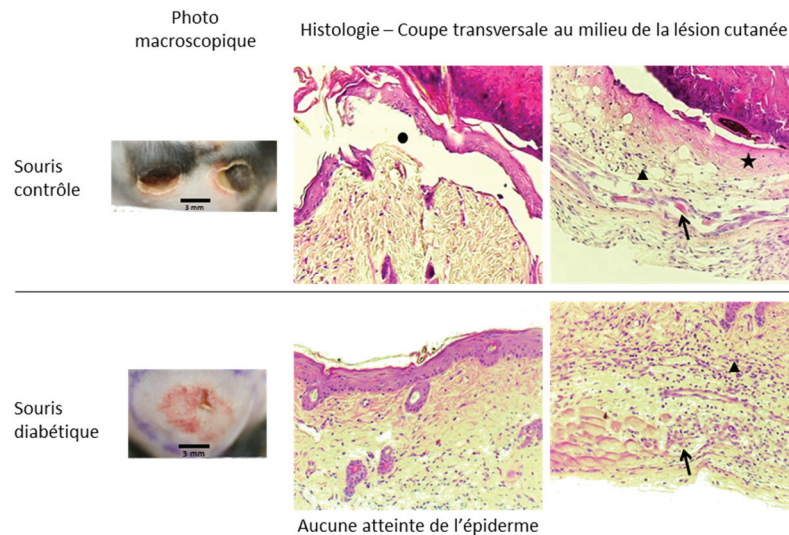 Photo
macroscopique
Histologie – Coupe transversale au milieu de la lésion cutanée
Souris
contrôle
3 mm
Souris
diabétique
3 mm
Aucune atteinte de l'épiderme